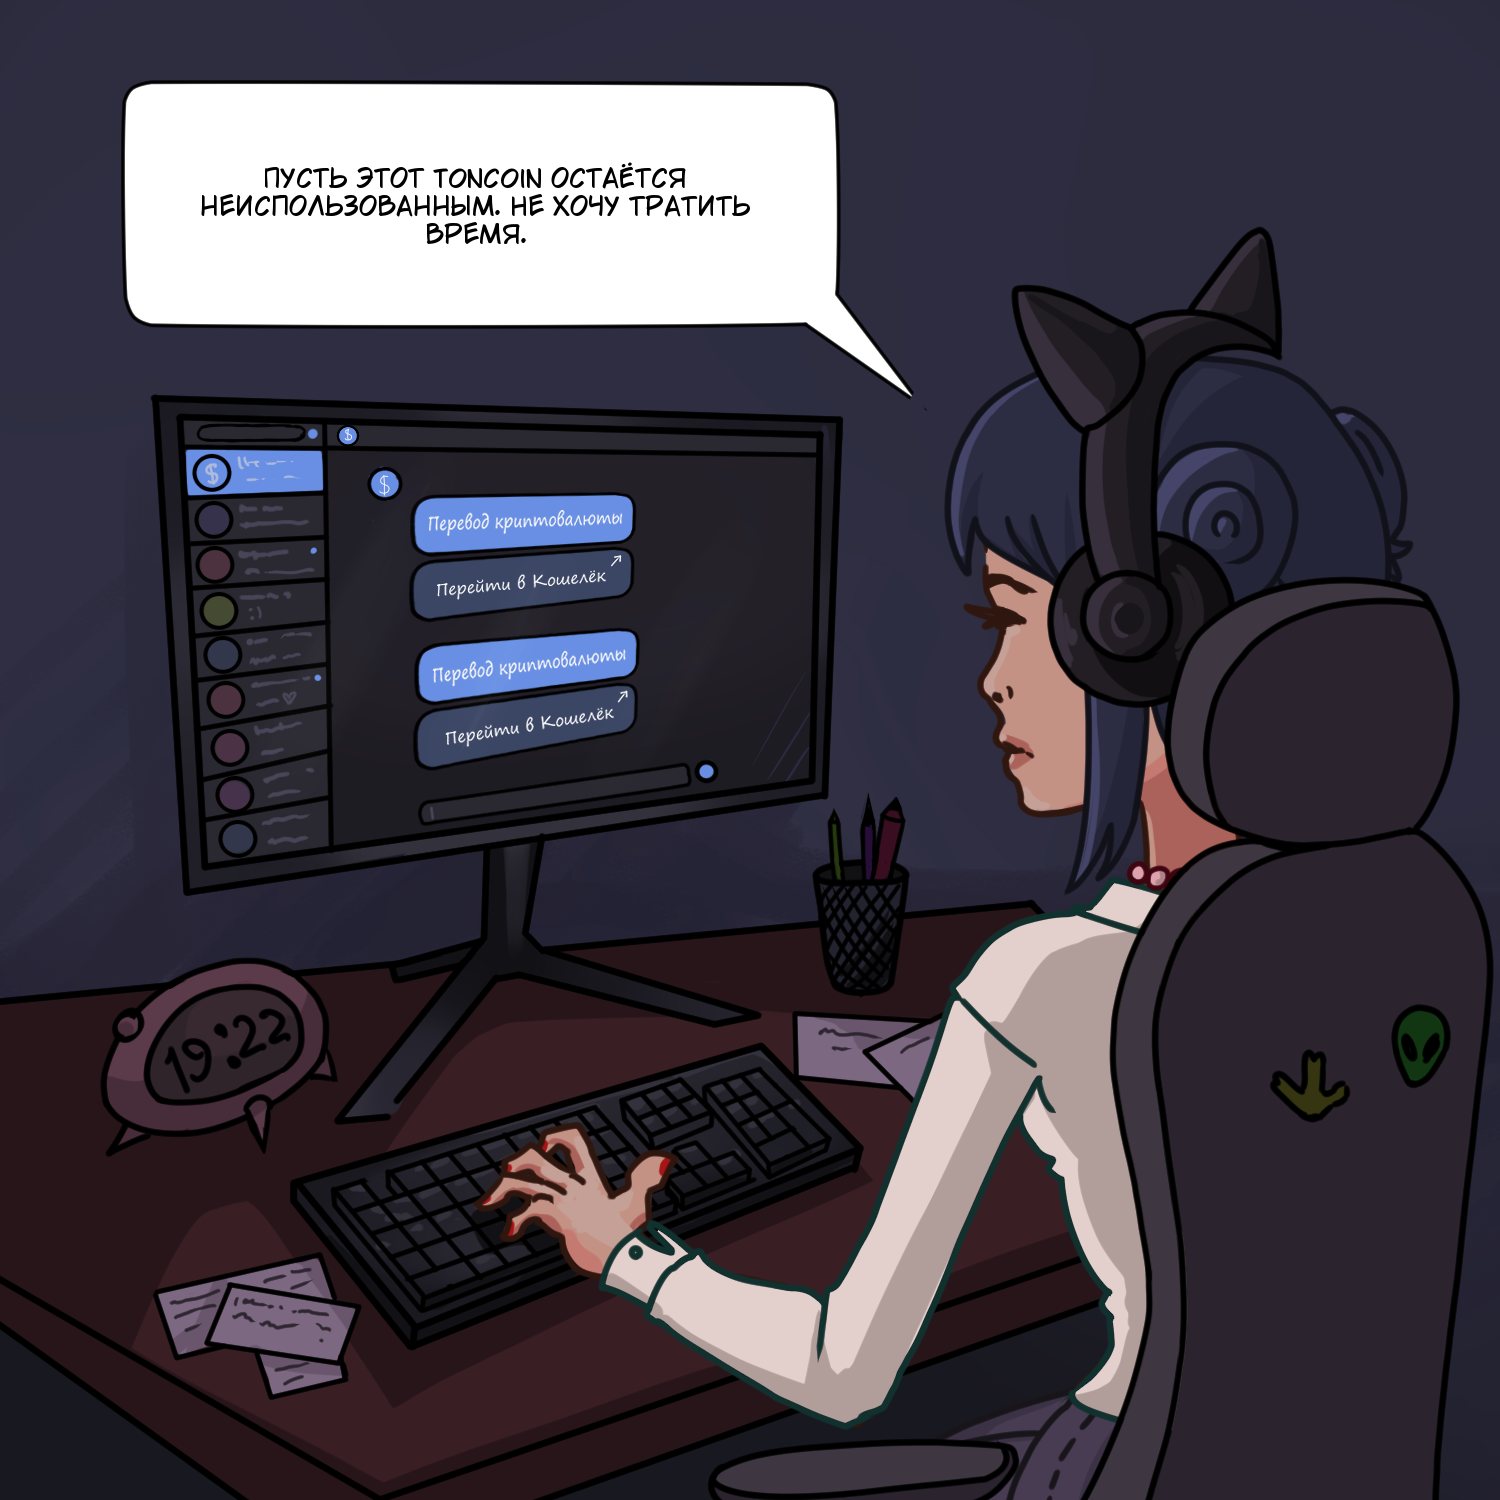 ПУСТЬ ЭТОТ TONCOIN ОСТАЁТСЯ
НЕИСПОЛЬЗОВАННЫМ. НЕ ХОЧУ ТРАТИТЬ
ВРЕМЯ.
$
$
$
Перевод криптовалюты
Перейти в Кошелёк
:)
Перевод криптовалюты
Перейти в Кошелёк
19:22